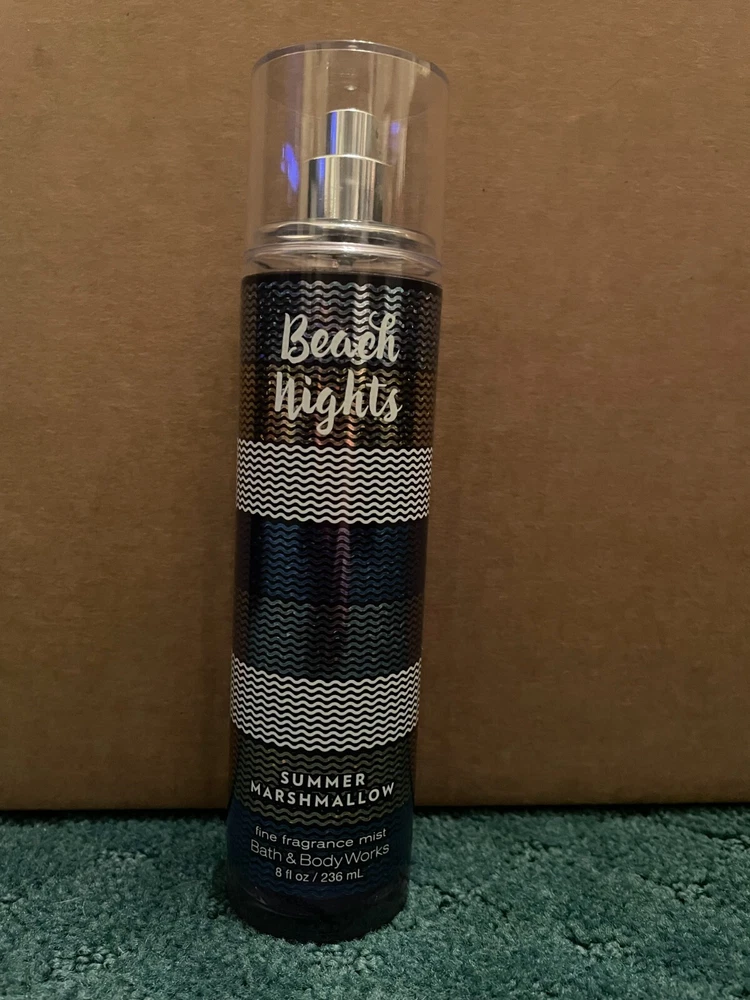 Beach
Nights
SUMMER
MARSHMALLOW
fine fragrance mist
Bath & Body Works
8 fl oz / 236 mL